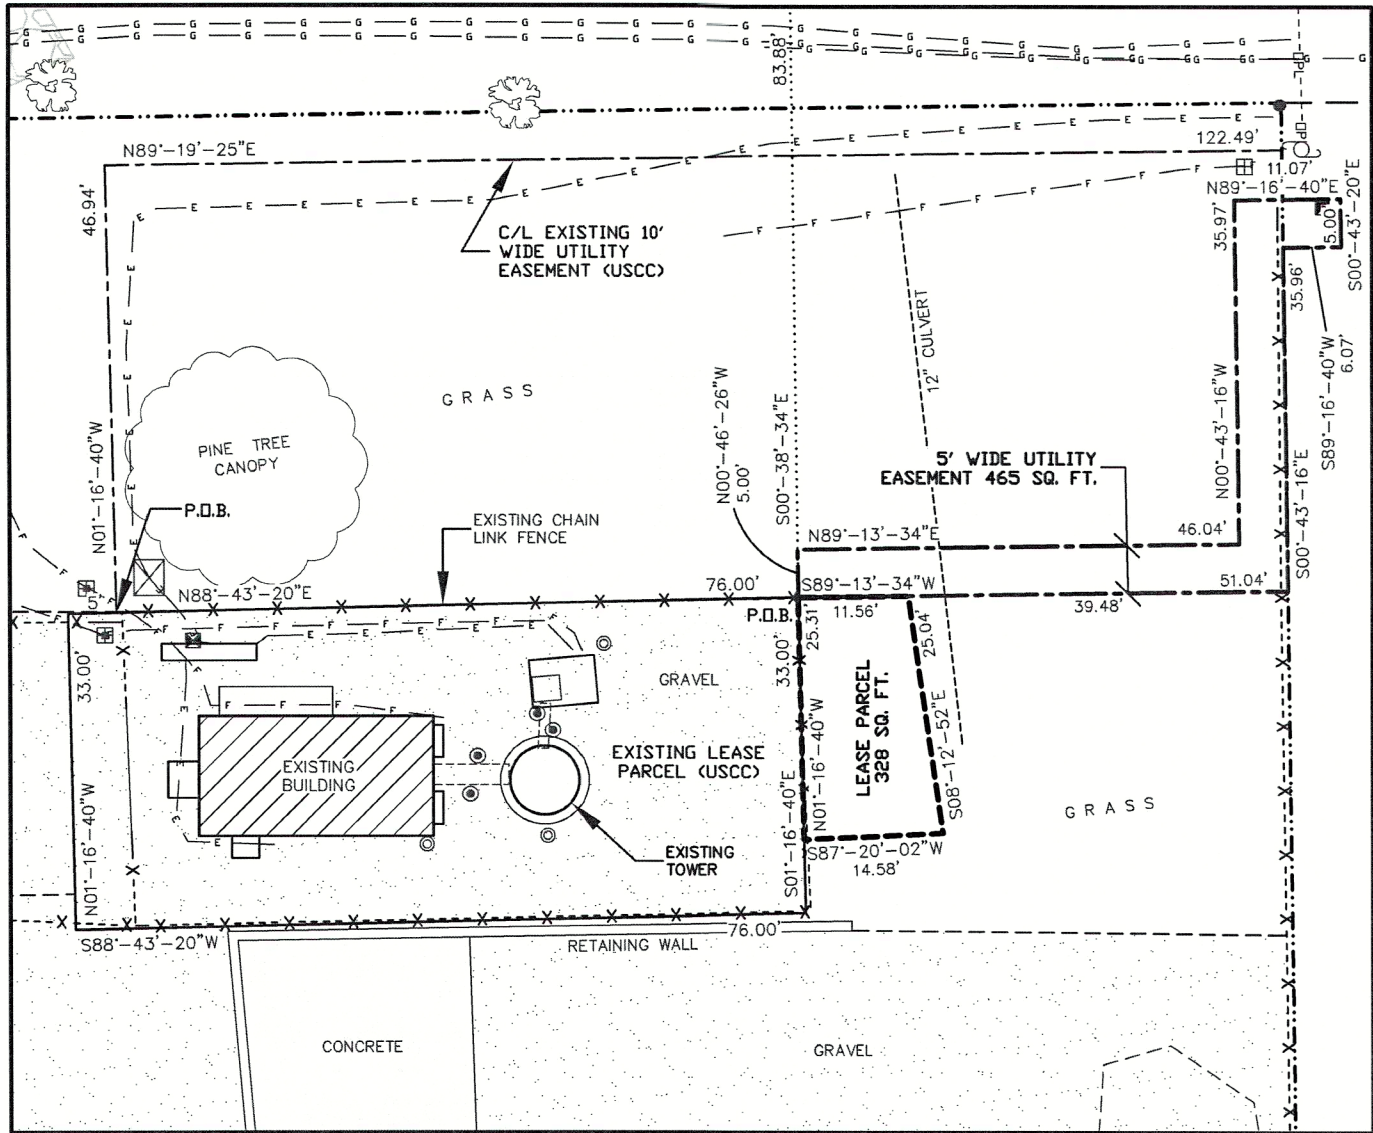 G G G G G G G G G G G G
G G G G G G G G G G G GG G
83.88'
E E E E E
122.49'
N89°-19'-25"E
46.94'
11.07'
N89°-16'-40"E
S00°-43'-20"E
5.00'
35.97'
35.96'
F F F F F F
E E E E E
C/L EXISTING 10'
WIDE UTILITY
EASEMENT (USCC)
12" CULVERT
S89°-16'-40"W
6.07'
GRASS
PINE TREE
CANOPY
N01°-16'-40"W
N00°-46'-26"W
5.00'
S00°-38'-34"E
5' WIDE UTILITY
EASEMENT 465 SQ. FT.
N00°-43'-16"W
S00°-43'-16"E
P.O.B.
EXISTING CHAIN
LINK FENCE
N89°-13'-34"E
46.04'
N88°-43'-20"E
76.00'
S89°-13'-34"W
51.04'
5'
P.O.B.
11.56'
39.48'
33.00'
25.31'
25.04'
33.00'
GRAVEL
LEASE PARCEL
328 SQ. FT.
EXISTING LEASE
PARCEL (USCC)
EXISTING
BUILDING
N01°-16'-40"W
S08°-12'-52"E
GRASS
N01°-16'-40"W
S01°-16'-40"E
EXISTING
TOWER
S87°-20'-02"W
14.58'
S88°-43'-20"W
76.00'
RETAINING WALL
CONCRETE
GRAVEL